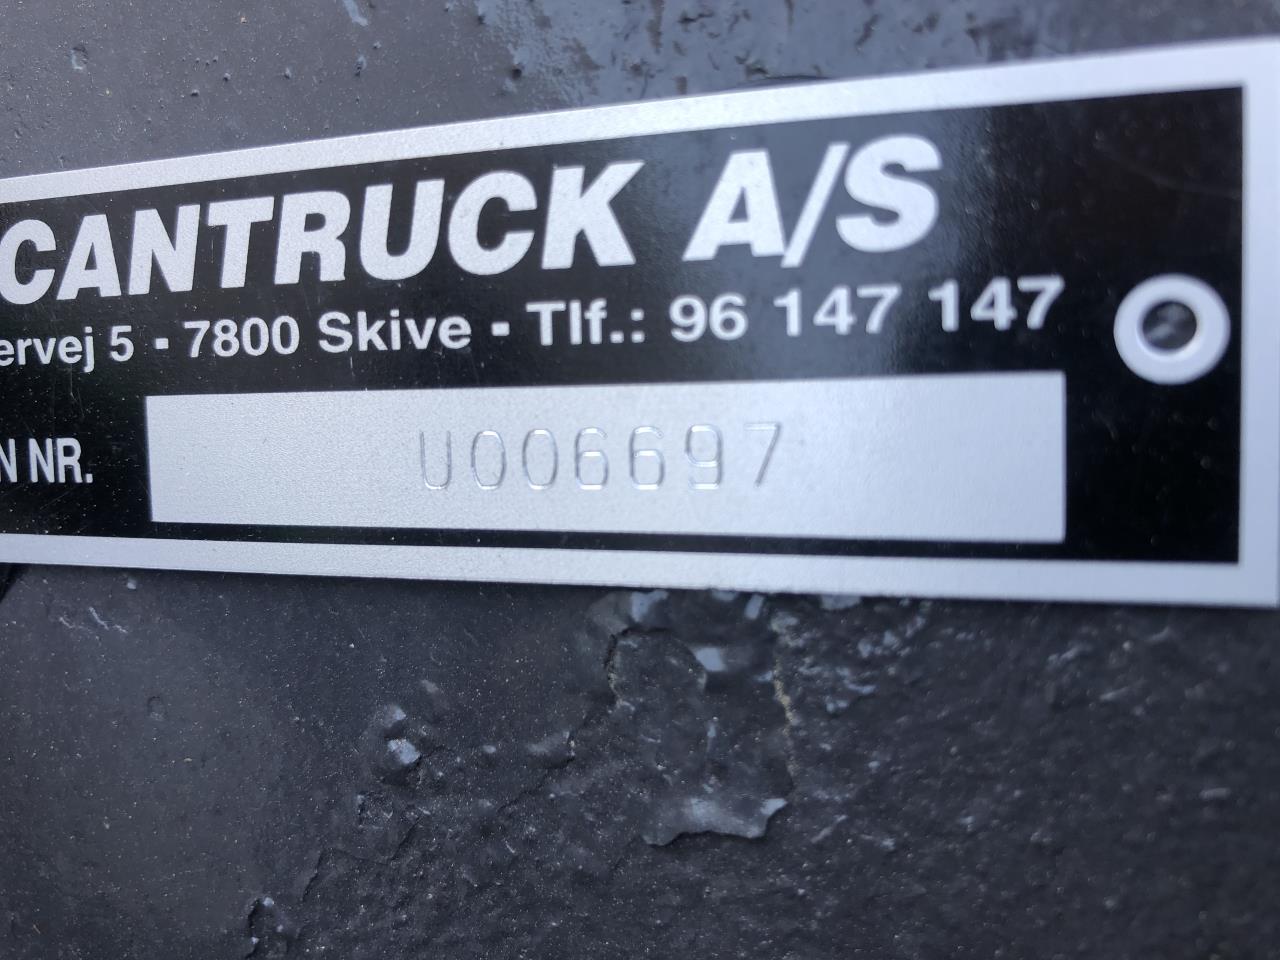 CANTRUCK A/S
ervej 5 - 7800 Skive - Tlf.: 96 147 147
N NR. U006697